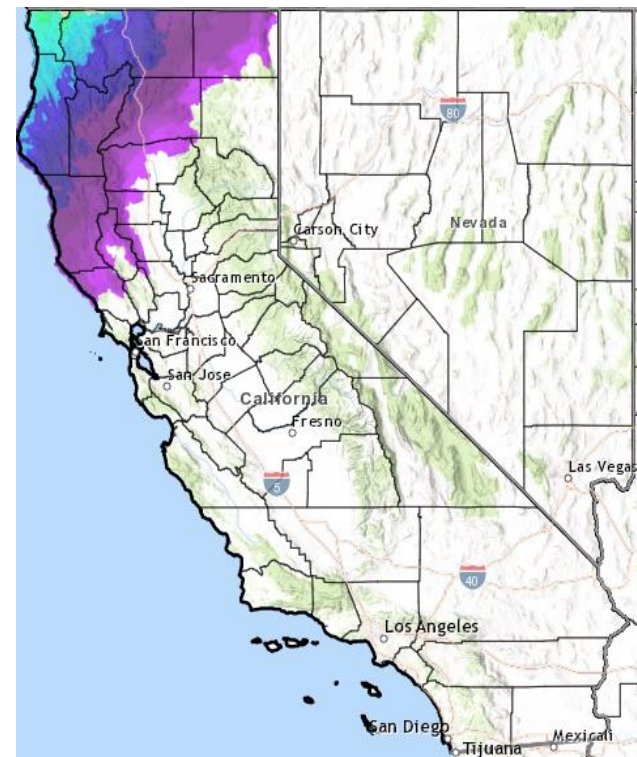 80
Nevada
Carson City
Sacramento
San Francisco
San Jose
California
Fresno
5
Las Vegas
40
Los Angeles
San Diego
Mexicali
Tijuana